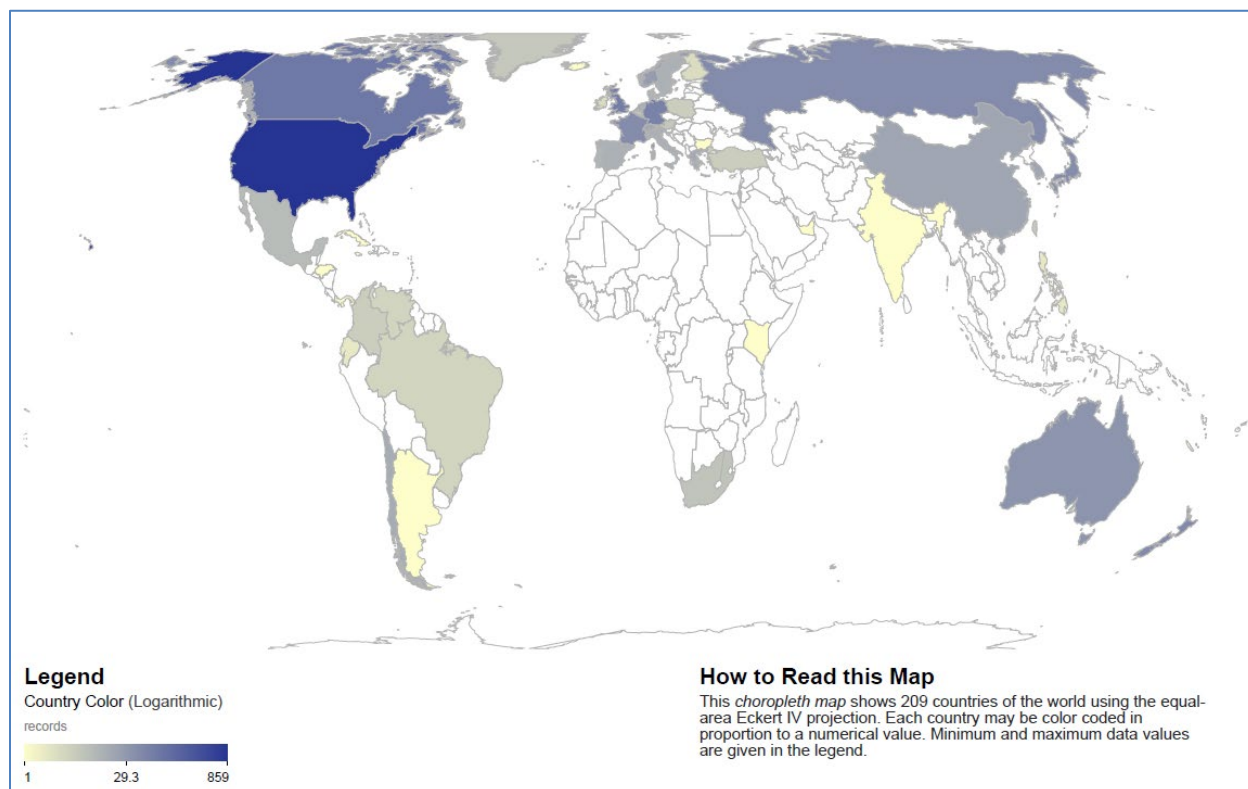 Legend
Country Color (Logarithmic)
records
1 29.3 859
How to Read this Map
This choropleth map shows 209 countries of the world using the equal-
area Eckert IV projection. Each country may be color coded in
proportion to a numerical value. Minimum and maximum data values
are given in the legend.